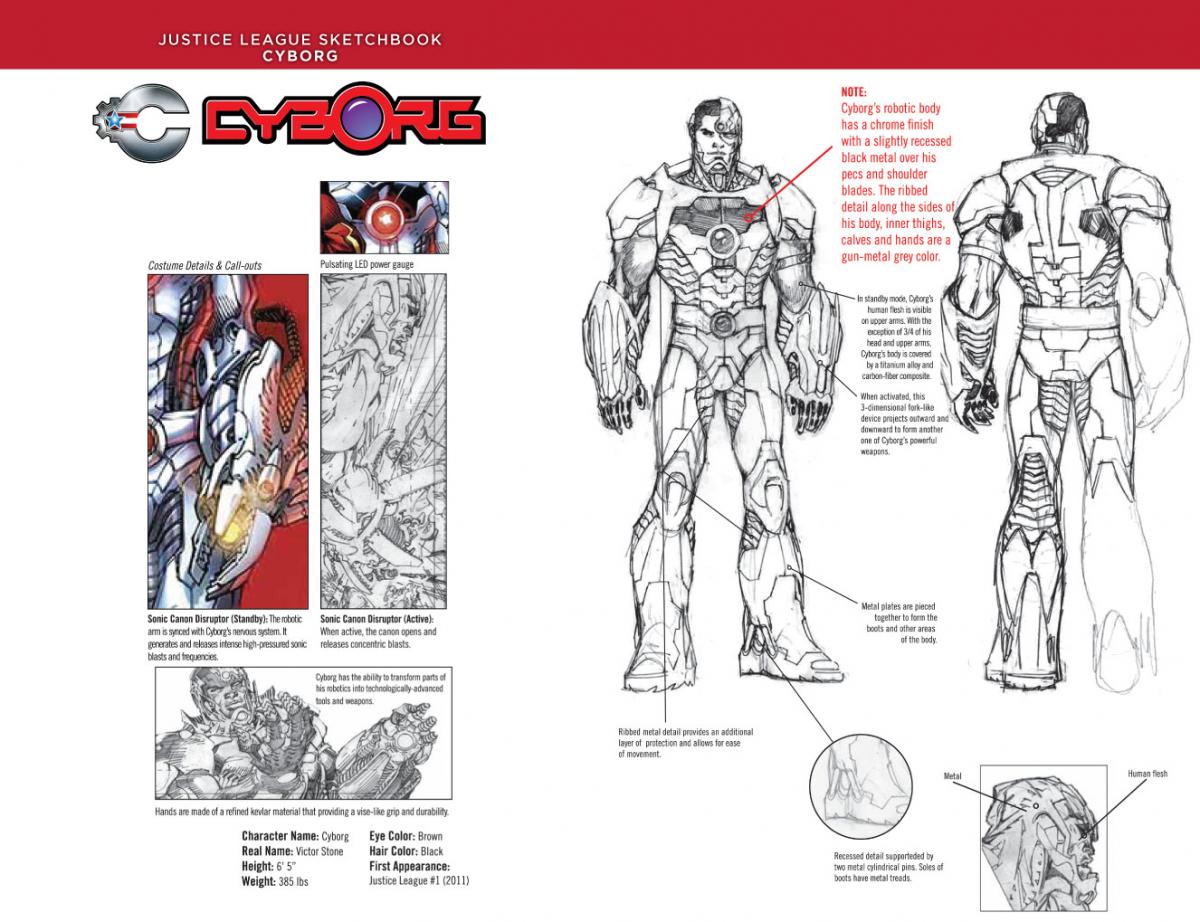 JUSTICE LEAGUE SKETCHBOOK
CYBORG
C
CYBORG
Pulsating LED power gauge
Costume Details & Call-outs
Sonic Canon Disruptor (Standby): The robotic
arm is synced with Cyborg's nervous system. It
generates and releases intense high-pressured sonic
blasts and frequencies.
Sonic Canon Disruptor (Active):
When active, the canon opens and
releases concentric blasts.
Cyborg has the ability to transform parts of
his robotics into technologically-advanced
tools and weapons.
Hands are made of a refined kevlar material that providing a vise-like grip and durability.
Character Name: Cyborg
Real Name: Victor Stone
Height: 6' 5"
Weight: 385 lbs
Eye Color: Brown
Hair Color: Black
First Appearance:
Justice League #1 (2011)
NOTE:
Cyborg's robotic body
has a chrome finish
with a slightly recessed
black metal over his
pecs and shoulder
blades. The ribbed
detail along the sides of
his body, inner thighs,
calves and hands are a
gun-metal grey color.
In standby mode, Cyborg's
human flesh is visible
on upper arms. With the
exception of 3/4 of his
head and upper arms,
Cyborg's body is covered
by a titanium alloy and
carbon-fiber composite.
When activated, this
3-dimensional fork-like
device projects outward and
downward to form another
one of Cyborg's powerful
weapons.
Metal plates are pieced
together to form the
boots and other areas
of the body.
Ribbed metal detail provides an additional
layer of protection and allows for ease
of movement.
Recessed detail supporteded by
two metal cylindrical pins. Soles of
boots have metal treads.
Metal
Human flesh